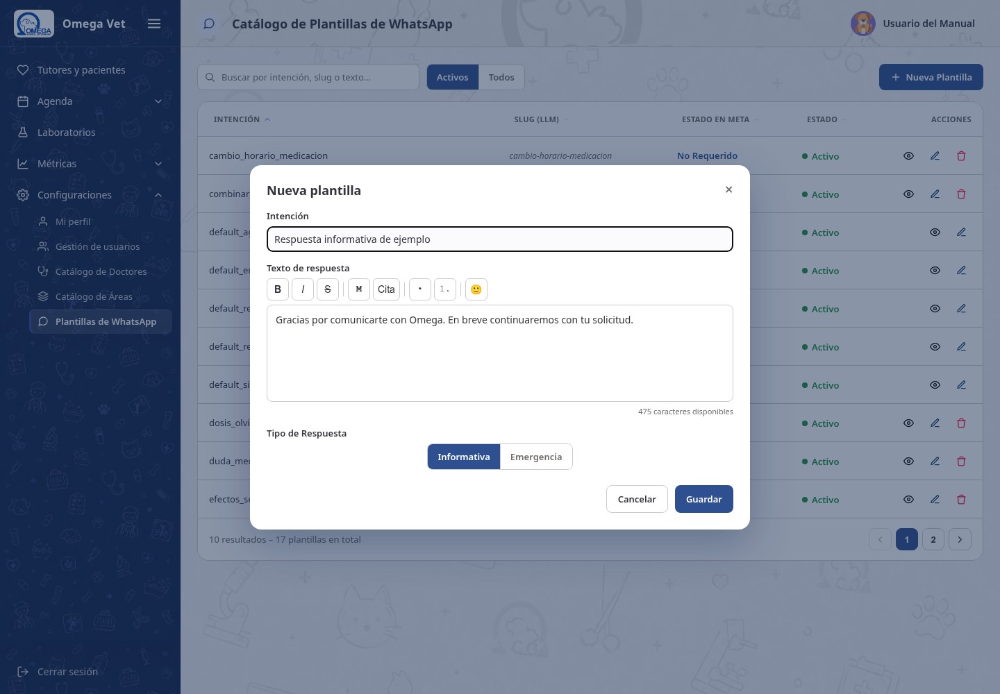 OMEGA
Omega Vet
Catálogo de Plantillas de WhatsApp
Usuario del Manual
Tutores y pacientes
Agenda
Laboratorios
Métricas
Configuraciones
Mi perfil
Gestión de usuarios
Catálogo de Doctores
Catálogo de Áreas
Plantillas de WhatsApp
Cerrar sesión
Buscar por intención, slug o texto...
Activos
Todos
Nueva Plantilla
INTENCIÓN SLUG (LLM) ESTADO EN META ESTADO ACCIONES
cambio_horario_medicacion cambio-horario-medicacion No Requerido Activo
combinar Activo
default_ Activo
default_e Activo
default_re Activo
default_re Activo
default_si Activo
dosis_olvi Activo
duda_me Activo
efectos_se Activo
10 resultados – 17 plantillas en total
1
2
Nueva plantilla
×
Intención
Respuesta informativa de ejemplo
Texto de respuesta
B I S M Cita • 1.
Gracias por comunicarte con Omega. En breve continuaremos con tu solicitud.
475 caracteres disponibles
Tipo de Respuesta
Informativa
Emergencia
Cancelar
Guardar